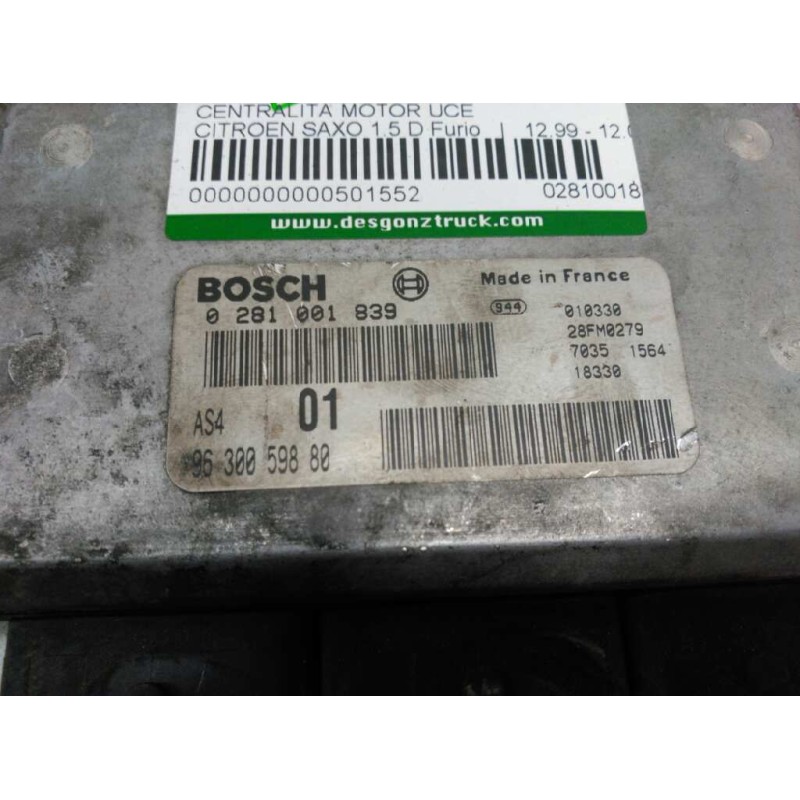 CENTRALITA MOTOR UCE
CITROEN SAXO 1.5 D Furio | 12.99 - 12.0
0000000000501552 02810018
www.desgonztruck.com
BOSCH Made in France
0 281 001 839 944 010330
28FM0279
7035 1564
18330
AS4 01
96 300 598 80